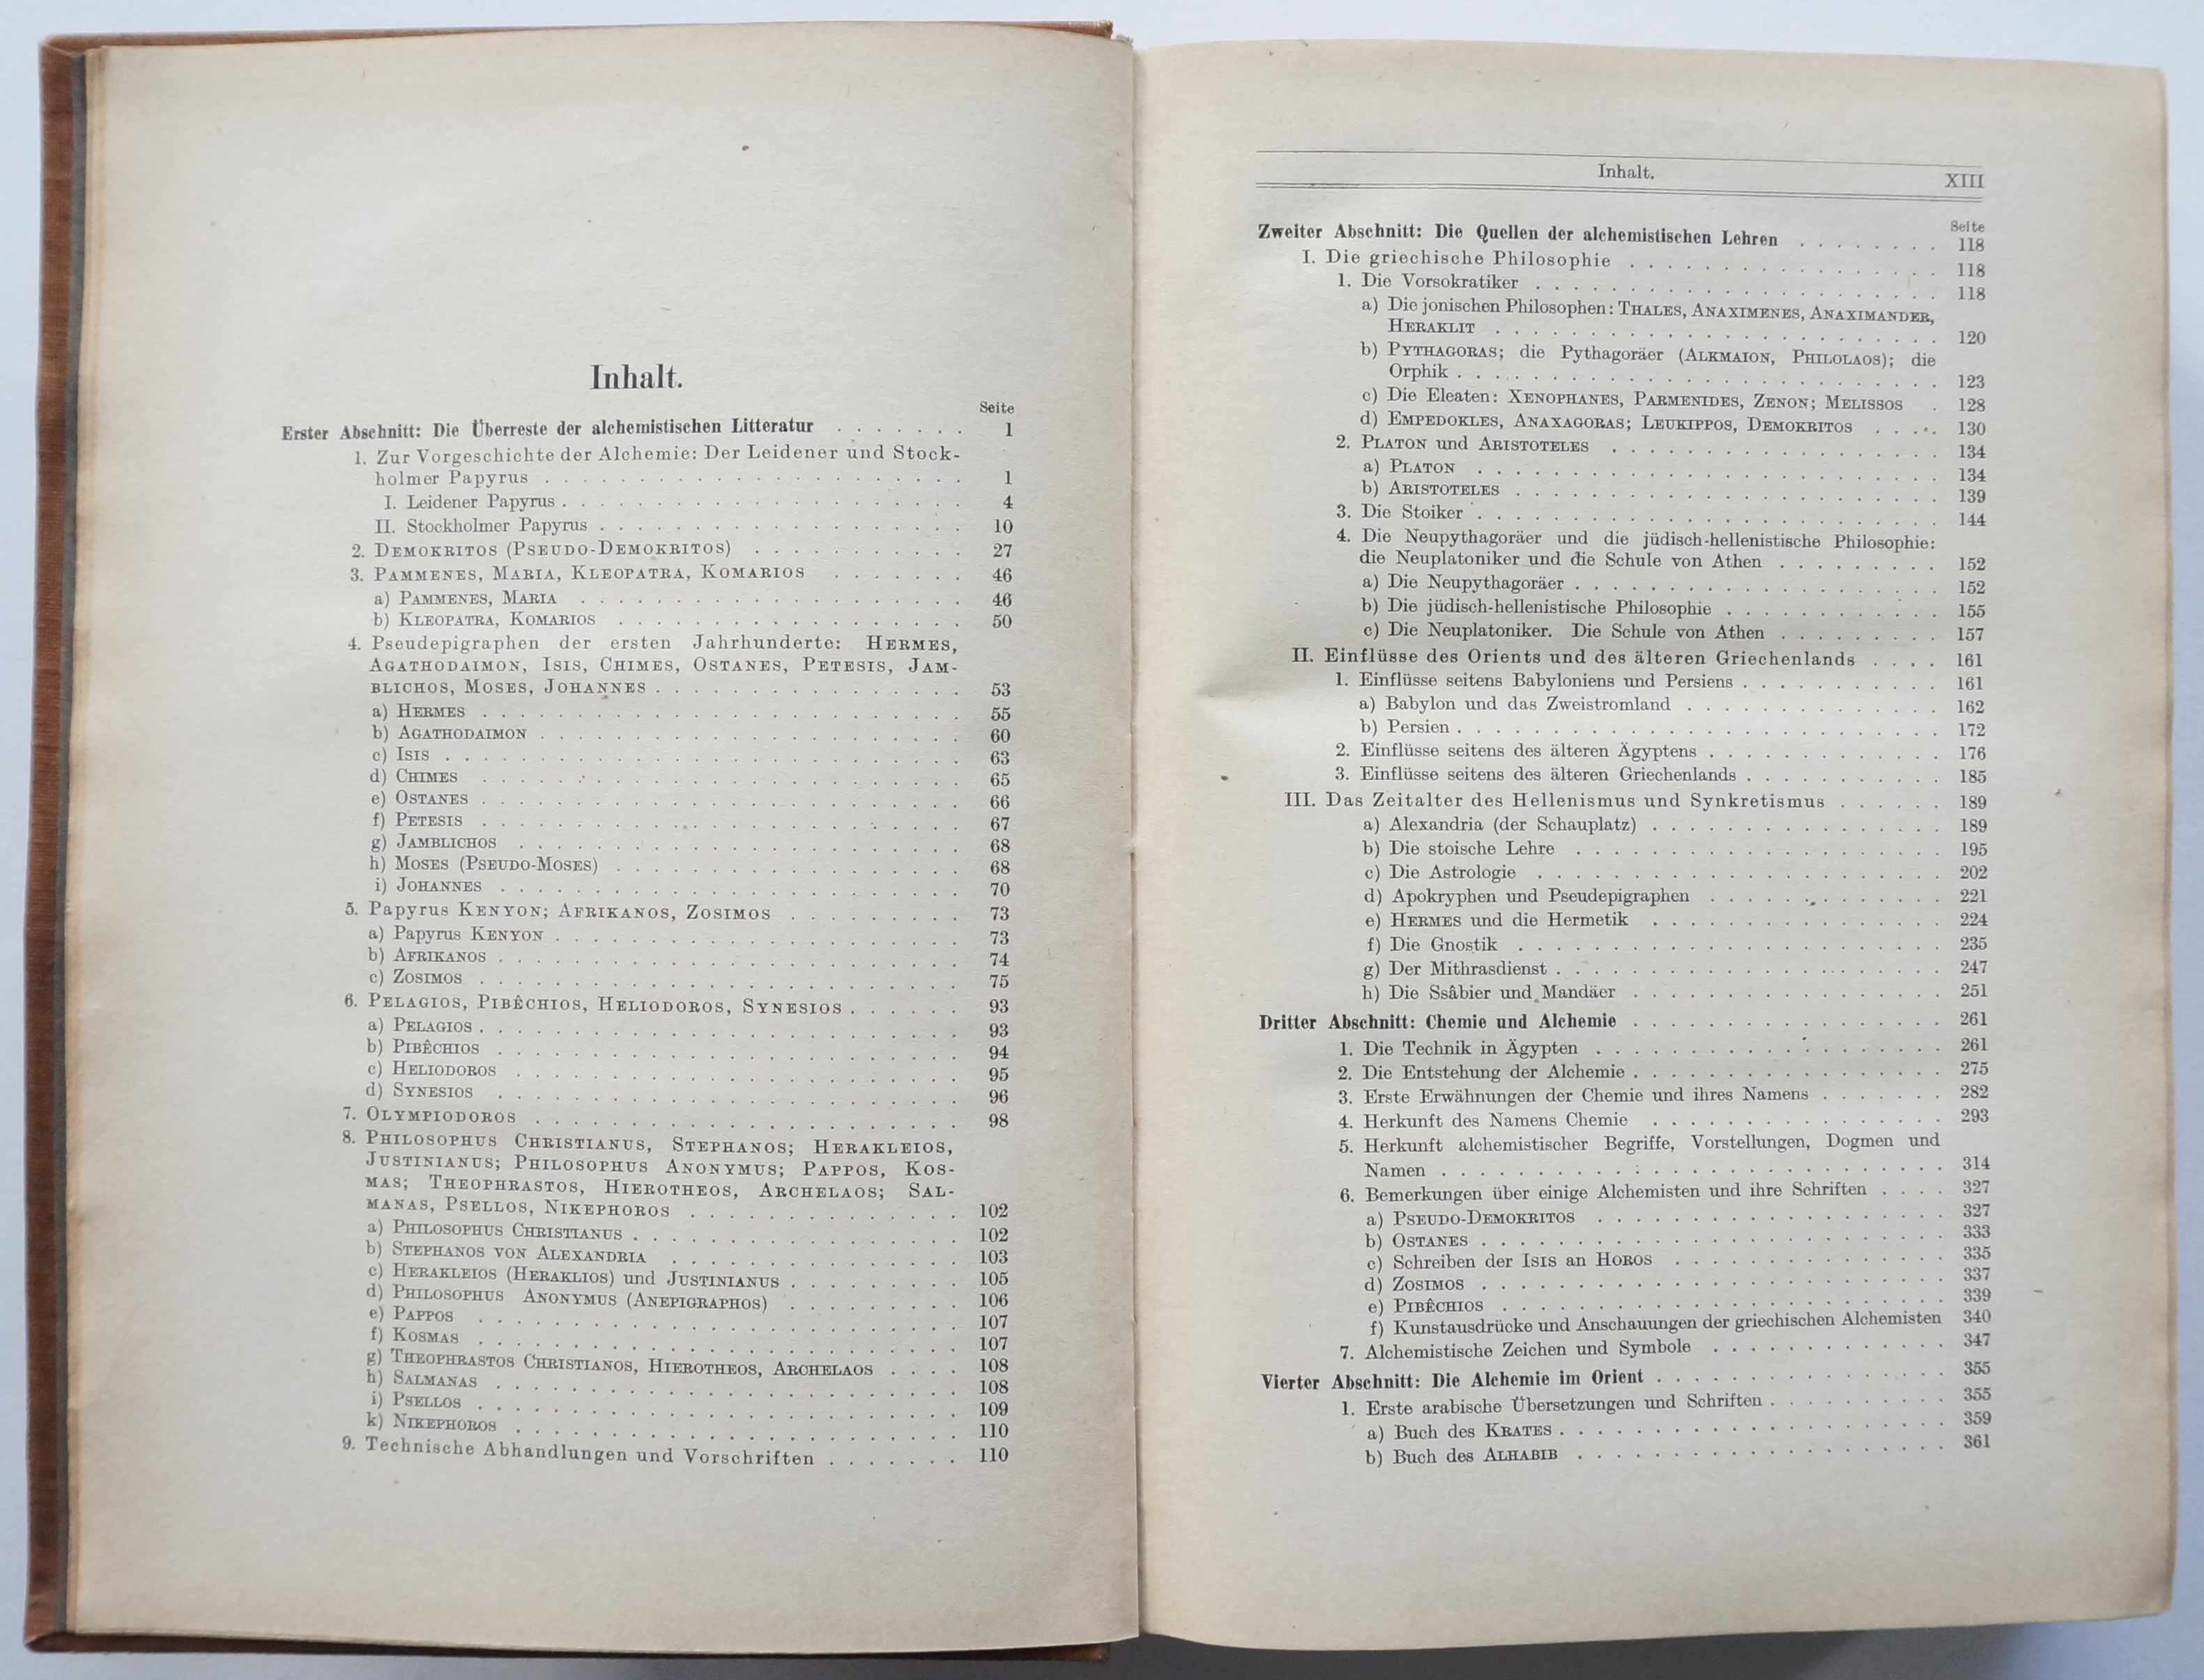 Inhalt.
Seite
Erster Abschnitt: Die Überreste der alchemistischen Litteratur . . . . . . . 1
1. Zur Vorgeschichte der Alchemie: Der Leidener und Stock-
holmer Papyrus . . . . . . . . . . . . . . . . . . . . . . 1
I. Leidener Papyrus . . . . . . . . . . . . . . . . . . . . . 4
II. Stockholmer Papyrus . . . . . . . . . . . . . . . . . . . 10
2. DEMOKRITOS (PSEUDO-DEMOKRITOS) . . . . . . . . . . . 27
3. PAMMENES, MARIA, KLEOPATRA, KOMARIOS . . . . . . . 46
a) PAMMENES, MARIA . . . . . . . . . . . . . . . . . . . . 46
b) KLEOPATRA, KOMARIOS . . . . . . . . . . . . . . . . . . 50
4. Pseudepigraphen der ersten Jahrhunderte: HERMES,
AGATHODAIMON, ISIS, CHIMES, OSTANES, PETESIS, JAM-
BLICHOS, MOSES, JOHANNES . . . . . . . . . . . . . . . . 53
a) HERMES . . . . . . . . . . . . . . . . . . . . . . . . . 55
b) AGATHODAIMON . . . . . . . . . . . . . . . . . . . . . . 60
c) ISIS . . . . . . . . . . . . . . . . . . . . . . . . . . . 63
d) CHIMES . . . . . . . . . . . . . . . . . . . . . . . . . 65
e) OSTANES . . . . . . . . . . . . . . . . . . . . . . . . . 66
f) PETESIS . . . . . . . . . . . . . . . . . . . . . . . . . 67
g) JAMBLICHOS . . . . . . . . . . . . . . . . . . . . . . . 68
h) MOSES (PSEUDO-MOSES) . . . . . . . . . . . . . . . . . . 68
i) JOHANNES . . . . . . . . . . . . . . . . . . . . . . . . 70
5. Papyrus KENYON; AFRIKANOS, ZOSIMOS . . . . . . . . . 73
a) Papyrus KENYON . . . . . . . . . . . . . . . . . . . . . 73
b) AFRIKANOS . . . . . . . . . . . . . . . . . . . . . . . . 74
c) ZOSIMOS . . . . . . . . . . . . . . . . . . . . . . . . . 75
6. PELAGIOS, PIBÊCHIOS, HELIODOROS, SYNESIOS . . . . . . 93
a) PELAGIOS . . . . . . . . . . . . . . . . . . . . . . . . . 93
b) PIBÊCHIOS . . . . . . . . . . . . . . . . . . . . . . . . 94
c) HELIODOROS . . . . . . . . . . . . . . . . . . . . . . . 95
d) SYNESIOS . . . . . . . . . . . . . . . . . . . . . . . . 96
7. OLYMPIODOROS . . . . . . . . . . . . . . . . . . . . . . 98
8. PHILOSOPHUS CHRISTIANUS, STEPHANOS; HERAKLEIOS,
JUSTINIANUS; PHILOSOPHUS ANONYMUS; PAPPOS, KOS-
MAS; THEOPHRASTOS, HIEROTHEOS, ARCHELAOS; SAL-
MANAS, PSELLOS, NIKEPHOROS . . . . . . . . . . . . . . 102
a) PHILOSOPHUS CHRISTIANUS . . . . . . . . . . . . . . . . . 102
b) STEPHANOS VON ALEXANDRIA . . . . . . . . . . . . . . . 103
c) HERAKLEIOS (HERAKLIOS) und JUSTINIANUS . . . . . . . . . 105
d) PHILOSOPHUS ANONYMUS (ANEPIGRAPHOS) . . . . . . . . . 106
e) PAPPOS . . . . . . . . . . . . . . . . . . . . . . . . . 107
f) KOSMAS . . . . . . . . . . . . . . . . . . . . . . . . . 107
g) THEOPHRASTOS CHRISTIANOS, HIEROTHEOS, ARCHELAOS . . . . 108
h) SALMANAS . . . . . . . . . . . . . . . . . . . . . . . . 108
i) PSELLOS . . . . . . . . . . . . . . . . . . . . . . . . . 109
k) NIKEPHOROS . . . . . . . . . . . . . . . . . . . . . . . 110
9. Technische Abhandlungen und Vorschriften . . . . . . . 110
Inhalt. XIII
Seite
Zweiter Abschnitt: Die Quellen der alchemistischen Lehren . . . . . . . . 118
I. Die griechische Philosophie . . . . . . . . . . . . . . . . 118
1. Die Vorsokratiker . . . . . . . . . . . . . . . . . . . . . 118
a) Die jonischen Philosophen: THALES, ANAXIMENES, ANAXIMANDER,
HERAKLIT . . . . . . . . . . . . . . . . . . . . . . . 120
b) PYTHAGORAS; die Pythagoräer (ALKMAION, PHILOLAOS); die
Orphik . . . . . . . . . . . . . . . . . . . . . . . . . 123
c) Die Eleaten: XENOPHANES, PARMENIDES, ZENON; MELISSOS . 128
d) EMPEDOKLES, ANAXAGORAS; LEUKIPPOS, DEMOKRITOS . . . . 130
2. PLATON und ARISTOTELES . . . . . . . . . . . . . . . . . 134
a) PLATON . . . . . . . . . . . . . . . . . . . . . . . . 134
b) ARISTOTELES . . . . . . . . . . . . . . . . . . . . . . 139
3. Die Stoiker . . . . . . . . . . . . . . . . . . . . . . . . 144
4. Die Neupythagoräer und die jüdisch-hellenistische Philosophie:
die Neuplatoniker und die Schule von Athen . . . . . . . . . 152
a) Die Neupythagoräer . . . . . . . . . . . . . . . . . . . 152
b) Die jüdisch-hellenistische Philosophie . . . . . . . . . . . 155
c) Die Neuplatoniker. Die Schule von Athen . . . . . . . . . 157
II. Einflüsse des Orients und des älteren Griechenlands . . . . 161
1. Einflüsse seitens Babyloniens und Persiens . . . . . . . . . . . 161
a) Babylon und das Zweistromland . . . . . . . . . . . . . 162
b) Persien . . . . . . . . . . . . . . . . . . . . . . . . . 172
2. Einflüsse seitens des älteren Ägyptens . . . . . . . . . . . . 176
3. Einflüsse seitens des älteren Griechenlands . . . . . . . . . . . 185
III. Das Zeitalter des Hellenismus und Synkretismus . . . . . . 189
a) Alexandria (der Schauplatz) . . . . . . . . . . . . . . . 189
b) Die stoische Lehre . . . . . . . . . . . . . . . . . . . 195
c) Die Astrologie . . . . . . . . . . . . . . . . . . . . . 202
d) Apokryphen und Pseudepigraphen . . . . . . . . . . . . 221
e) HERMES und die Hermetik . . . . . . . . . . . . . . . 224
f) Die Gnostik . . . . . . . . . . . . . . . . . . . . . . 235
g) Der Mithrasdienst . . . . . . . . . . . . . . . . . . . . 247
h) Die Ssâbier und Mandäer . . . . . . . . . . . . . . . . 251
Dritter Abschnitt: Chemie und Alchemie . . . . . . . . . . . . . . . . 261
1. Die Technik in Ägypten . . . . . . . . . . . . . . . . . . 261
2. Die Entstehung der Alchemie . . . . . . . . . . . . . . . . 275
3. Erste Erwähnungen der Chemie und ihres Namens . . . . . . . 282
4. Herkunft des Namens Chemie . . . . . . . . . . . . . . . 293
5. Herkunft alchemistischer Begriffe, Vorstellungen, Dogmen und
Namen . . . . . . . . . . . . . . . . . . . . . . . . . . 314
6. Bemerkungen über einige Alchemisten und ihre Schriften . . . . 327
a) PSEUDO-DEMOKRITOS . . . . . . . . . . . . . . . . . . 327
b) OSTANES . . . . . . . . . . . . . . . . . . . . . . . . 333
c) Schreiben der ISIS an HOROS . . . . . . . . . . . . . . 335
d) ZOSIMOS . . . . . . . . . . . . . . . . . . . . . . . . 337
e) PIBÊCHIOS . . . . . . . . . . . . . . . . . . . . . . . 339
f) Kunstausdrücke und Anschauungen der griechischen Alchemisten 340
7. Alchemistische Zeichen und Symbole . . . . . . . . . . . . 347
Vierter Abschnitt: Die Alchemie im Orient . . . . . . . . . . . . . . . 355
1. Erste arabische Übersetzungen und Schriften . . . . . . . . . . 355
a) Buch des KRATES . . . . . . . . . . . . . . . . . . . . 359
b) Buch des ALHABIB . . . . . . . . . . . . . . . . . . . 361